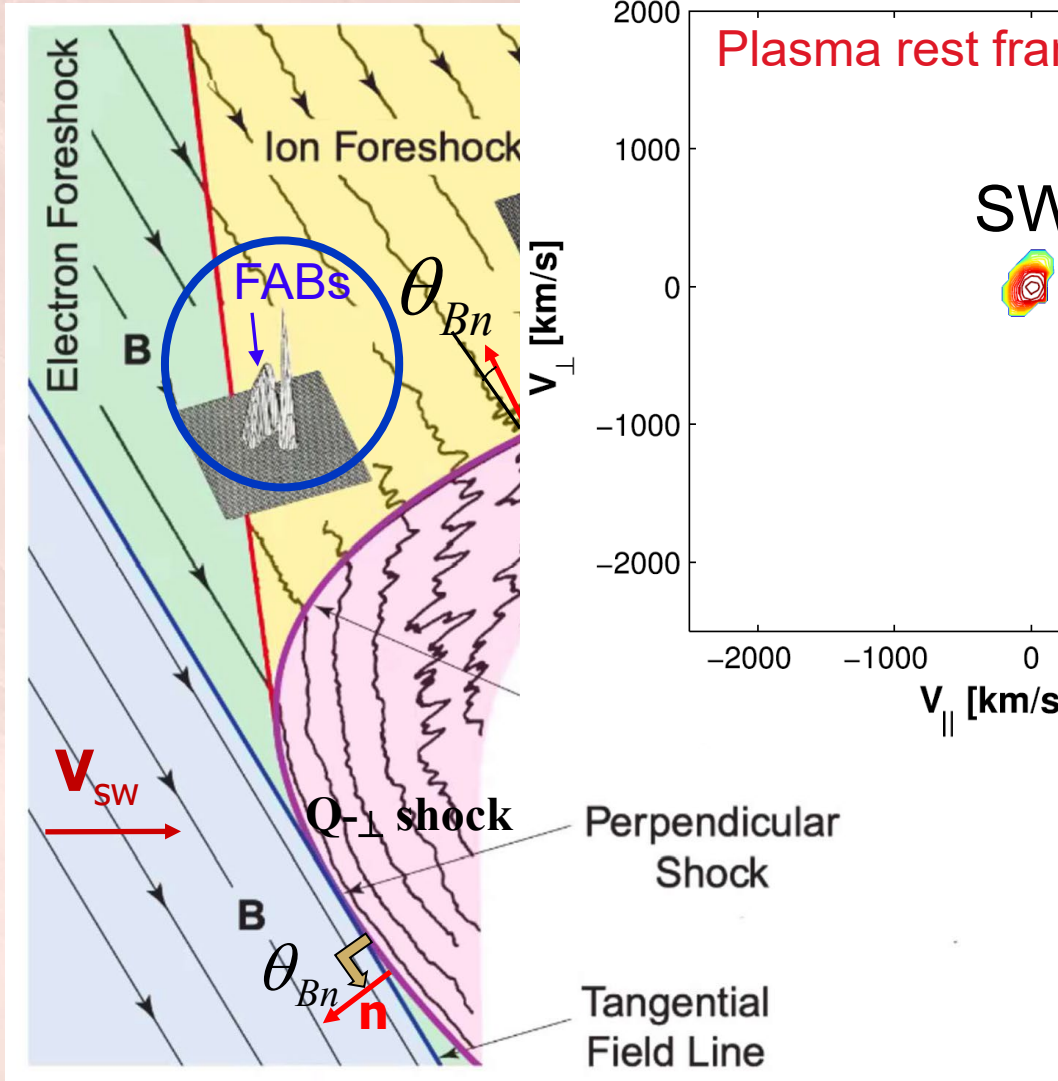 Electron Foreshock
Ion Foreshock
FABs
θBn
B
VSW
Q-⊥ shock
B
θBn
n
Perpendicular
Shock
Tangential
Field Line
Plasma rest fra
SW
V⊥ [km/s]
2000
1000
0
−1000
−2000
−2000 −1000 0
V|| [km/s